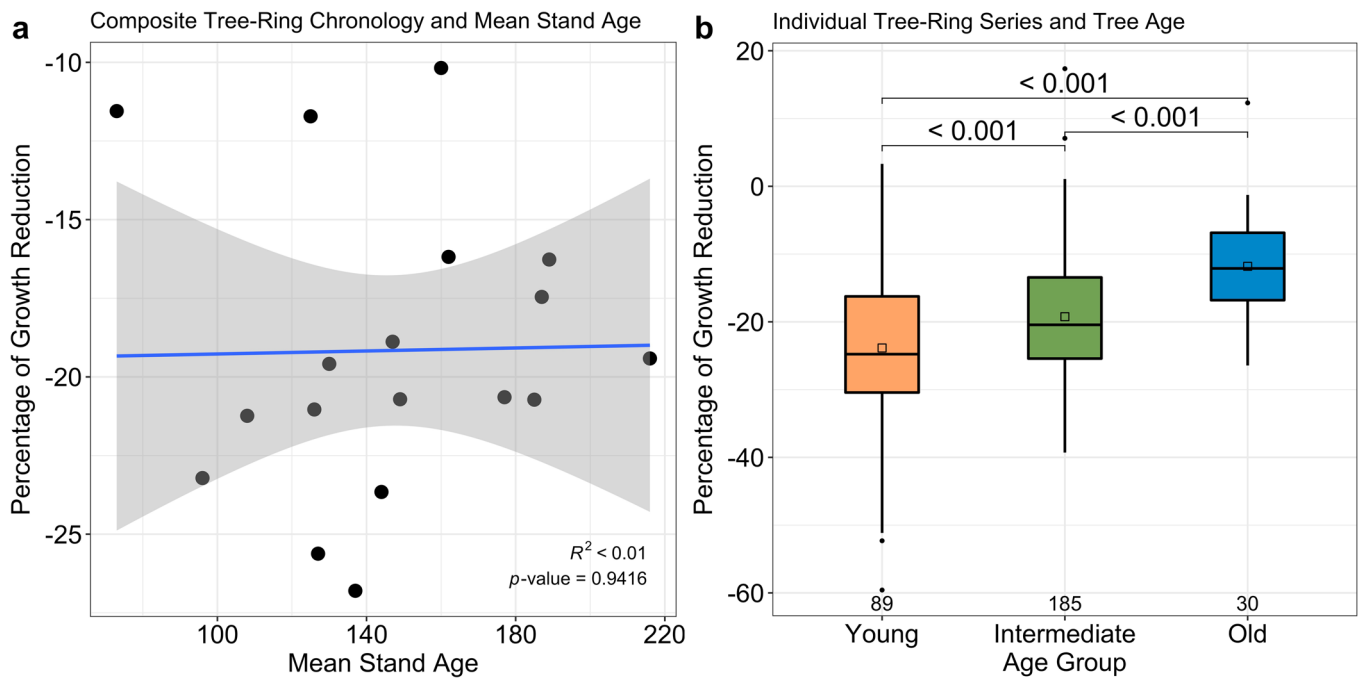 a
Composite Tree-Ring Chronology and Mean Stand Age
Percentage of Growth Reduction
-10
-15
-20
-25
R² < 0.01
p-value = 0.9416
100 140 180 220
Mean Stand Age
b
Individual Tree-Ring Series and Tree Age
Percentage of Growth Reduction
20
0
-20
-40
-60
< 0.001
< 0.001
< 0.001
89 185 30
Young Intermediate Old
Age Group